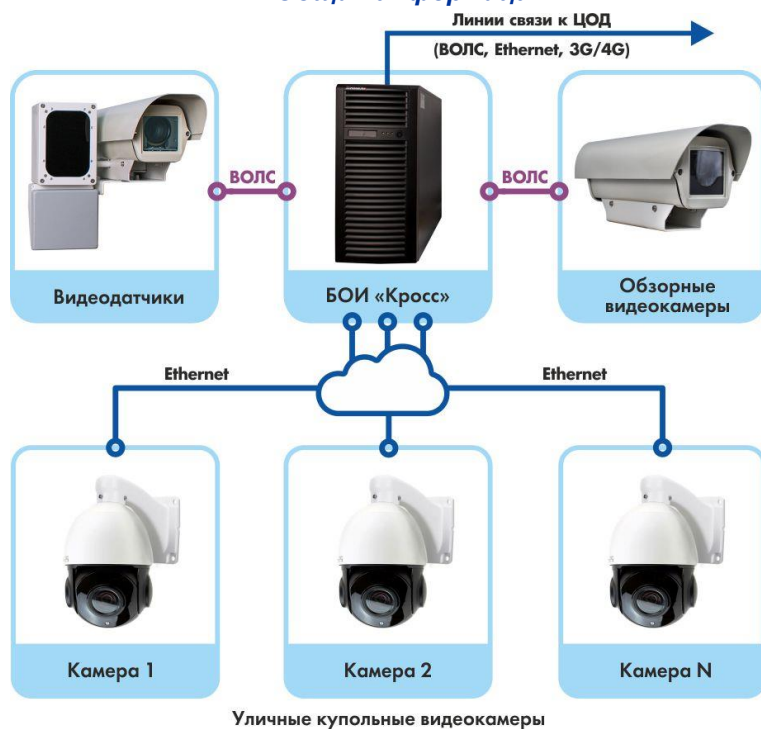 Линии связи к ЦОД
(ВОЛС, Ethernet, 3G/4G)
ВОЛС
ВОЛС
Видеодатчики
БОИ «Кросс»
Обзорные
видеокамеры
Ethernet
Ethernet
Камера 1
Камера 2
Камера N
Уличные купольные видеокамеры